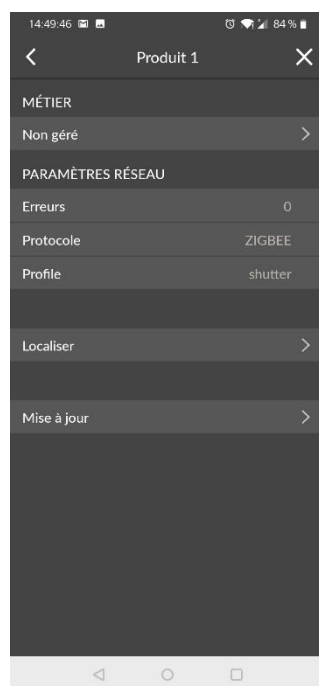 14:49:46 84 %
Produit 1
MÉTIER
Non géré
PARAMÈTRES RÉSEAU
Erreurs 0
Protocole ZIGBEE
Profile shutter
Localiser
Mise à jour